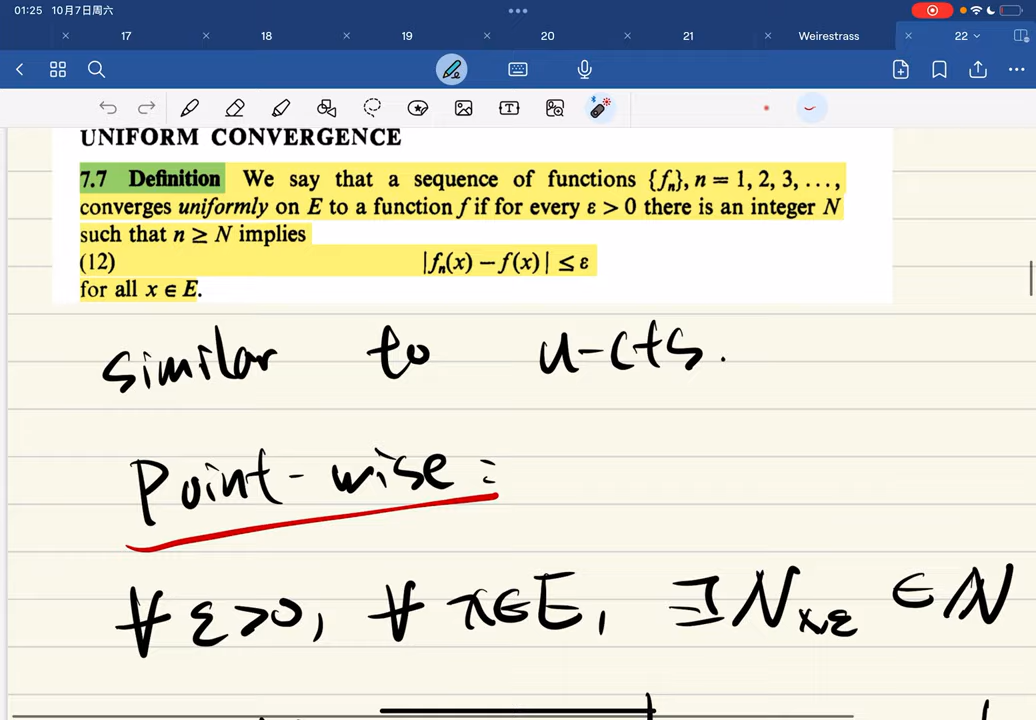 01:25 10月7日周六
17 18 19 20 21 Weirestrass 22
UNIFORM CONVERGENCE
7.7 Definition We say that a sequence of functions {fₙ}, n = 1, 2, 3, ...,
converges uniformly on E to a function f if for every ε > 0 there is an integer N
such that n ≥ N implies
(12) |fₙ(x) − f(x)| ≤ ε
for all x ∈ E.
similar to u-cts.
Point-wise:
∀ ε>0, ∀ x∈E, ∃ N_{x,ε} ∈ ℕ